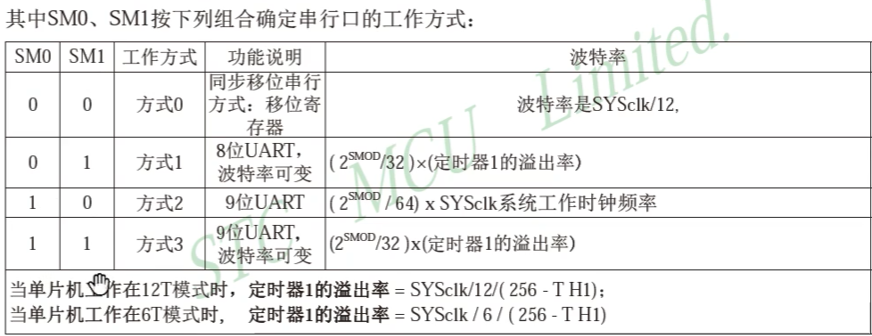 其中SM0、SM1按下列组合确定串行口的工作方式：
SM0 SM1 工作方式 功能说明 波特率
0 0 方式0 同步移位串行方式：移位寄存器 波特率是SYSclk/12,
0 1 方式1 8位UART，波特率可变 ( 2^SMOD/32 )×(定时器1的溢出率)
1 0 方式2 9位UART ( 2^SMOD / 64) x SYSclk系统工作时钟频率
1 1 方式3 9位UART，波特率可变 (2^SMOD/32 )x(定时器1的溢出率)
当单片机工作在12T模式时，定时器1的溢出率 = SYSclk/12/( 256 - T H1)；
当单片机工作在6T模式时， 定时器1的溢出率 = SYSclk / 6 / ( 256 - T H1)
STC MCU Limited.